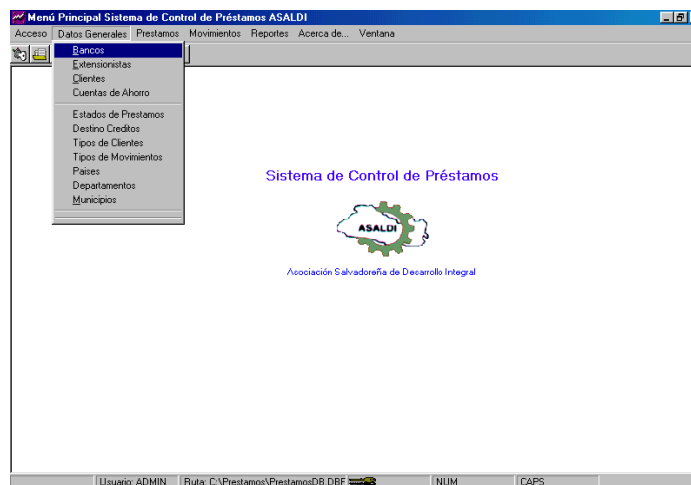 Menú Principal Sistema de Control de Préstamos ASALDI
Acceso Datos Generales Prestamos Movimientos Reportes Acerca de... Ventana
Bancos
Extensionistas
Clientes
Cuentas de Ahorro
Estados de Prestamos
Destino Creditos
Tipos de Clientes
Tipos de Movimientos
Paises
Departamentos
Municipios
Sistema de Control de Préstamos
ASALDI
Asociación Salvadoreña de Desarrollo Integral
Usuario: ADMIN Ruta: C:\Prestamos\PrestamosDB.DBF NUM CAPS